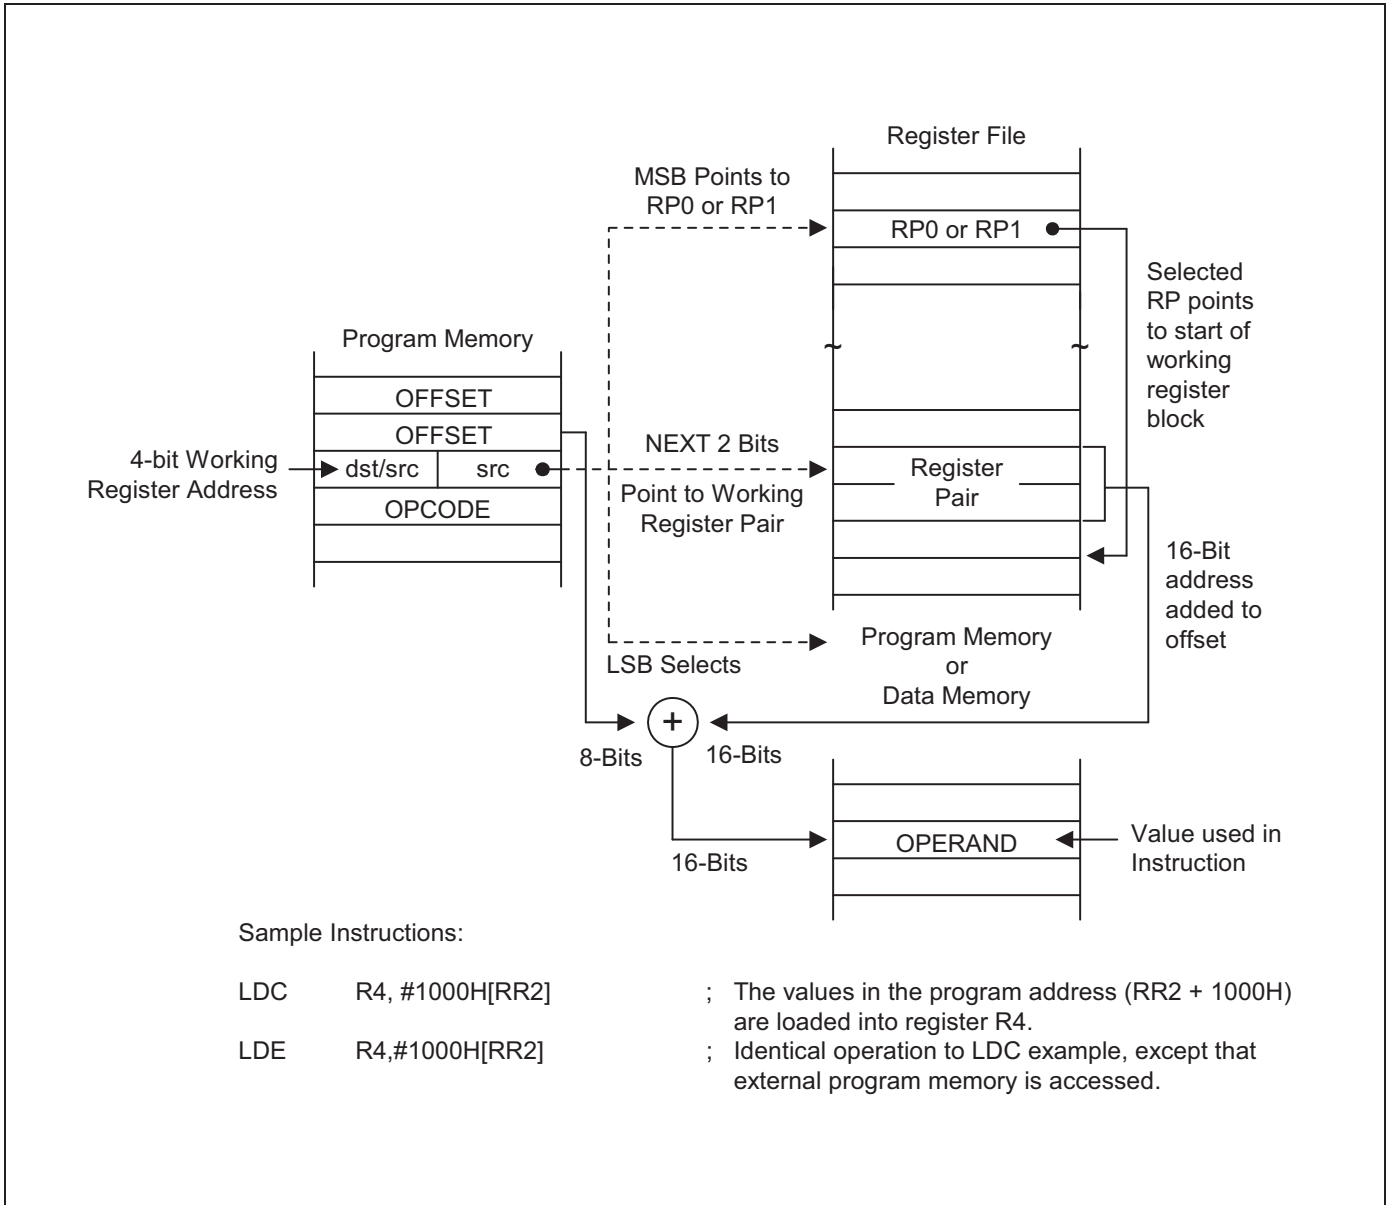 Register File
MSB Points to
RP0 or RP1
RP0 or RP1
Selected
RP points
to start of
working
register
block
Program Memory
OFFSET
OFFSET
4-bit Working
Register Address
dst/src
src
OPCODE
NEXT 2 Bits
Point to Working
Register Pair
Register
Pair
16-Bit
address
added to
offset
LSB Selects
Program Memory
or
Data Memory
+
8-Bits
16-Bits
16-Bits
OPERAND
Value used in
Instruction
Sample Instructions:
LDC R4, #1000H[RR2] ; The values in the program address (RR2 + 1000H)
are loaded into register R4.
LDE R4,#1000H[RR2] ; Identical operation to LDC example, except that
external program memory is accessed.